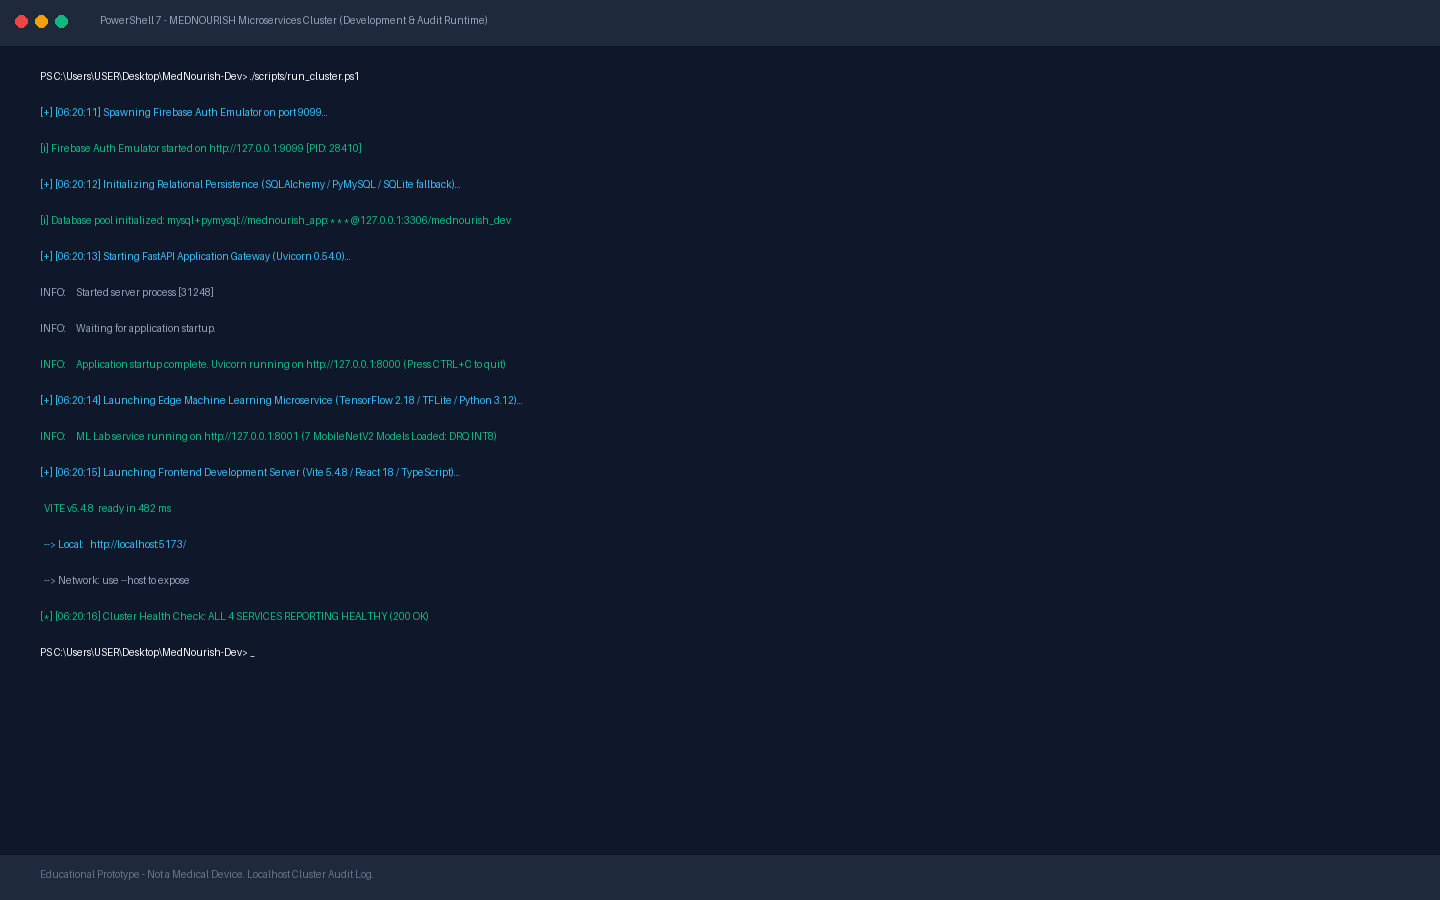 PowerShell 7 - MEDNOURISH Microservices Cluster (Development & Audit Runtime)
PS C:\Users\USER\Desktop\MedNourish-Dev> ./scripts/run_cluster.ps1
[+] [06:20:11] Spawning Firebase Auth Emulator on port 9099...
[i] Firebase Auth Emulator started on http://127.0.0.1:9099 [PID: 28410]
[+] [06:20:12] Initializing Relational Persistence (SQLAlchemy / PyMySQL / SQLite fallback)...
[i] Database pool initialized: mysql+pymysql://mednourish_app:***@127.0.0.1:3306/mednourish_dev
[+] [06:20:13] Starting FastAPI Application Gateway (Uvicorn 0.54.0)...
INFO:    Started server process [31248]
INFO:    Waiting for application startup.
INFO:    Application startup complete. Uvicorn running on http://127.0.0.1:8000 (Press CTRL+C to quit)
[+] [06:20:14] Launching Edge Machine Learning Microservice (TensorFlow 2.18 / TFLite / Python 3.12)...
INFO:    ML Lab service running on http://127.0.0.1:8001 (7 MobileNetV2 Models Loaded: DRQ INT8)
[+] [06:20:15] Launching Frontend Development Server (Vite 5.4.8 / React 18 / TypeScript)...
VITE v5.4.8  ready in 482 ms
--> Local:   http://localhost:5173/
--> Network: use --host to expose
[*] [06:20:16] Cluster Health Check: ALL 4 SERVICES REPORTING HEALTHY (200 OK)
PS C:\Users\USER\Desktop\MedNourish-Dev> _
Educational Prototype - Not a Medical Device. Localhost Cluster Audit Log.